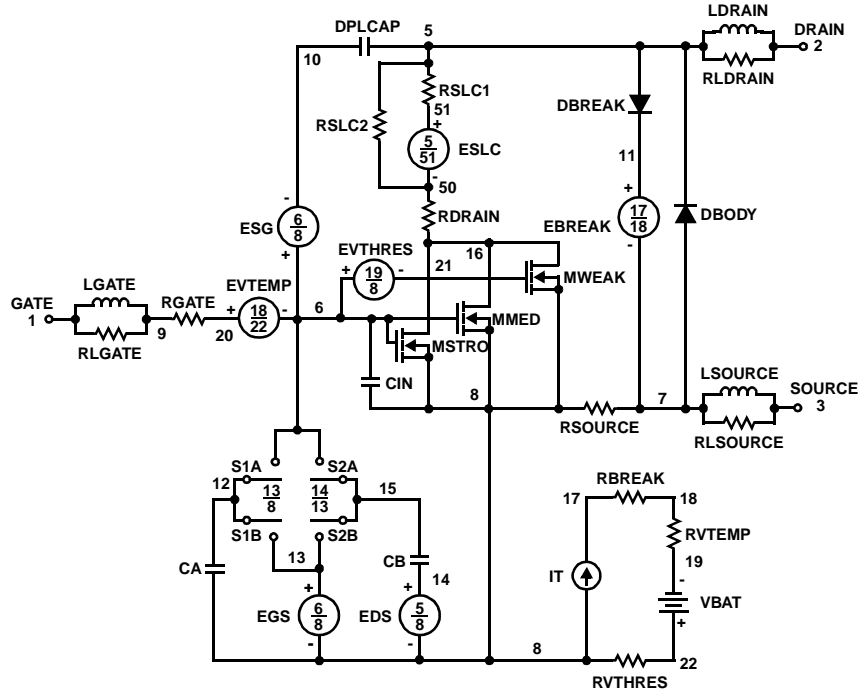 LDRAIN
DPLCAP 5 DRAIN
10 2
RLDRAIN
RSLC1
51
DBREAK
RSLC2
+
5
51
ESLC
-
11
50
-
+
6
8
ESG
+
RDRAIN
17
18
EBREAK
DBODY
EVTHRES
16
-
+
19
8
-
21
MWEAK
LGATE
EVTEMP
GATE
1
RGATE
+
18
22
-
6
MMED
9
20
MSTRO
RLGATE
LSOURCE
CIN
8
7
SOURCE
3
RSOURCE
RLSOURCE
S1A S2A
12
13
8
14
13
15
S1B S2B
13
RBREAK
17 18
RVTEMP
CA
CB
19
14
IT
-
VBAT
+
+
EGS
6
8
-
+
EDS
5
8
-
8
22
RVTHRES